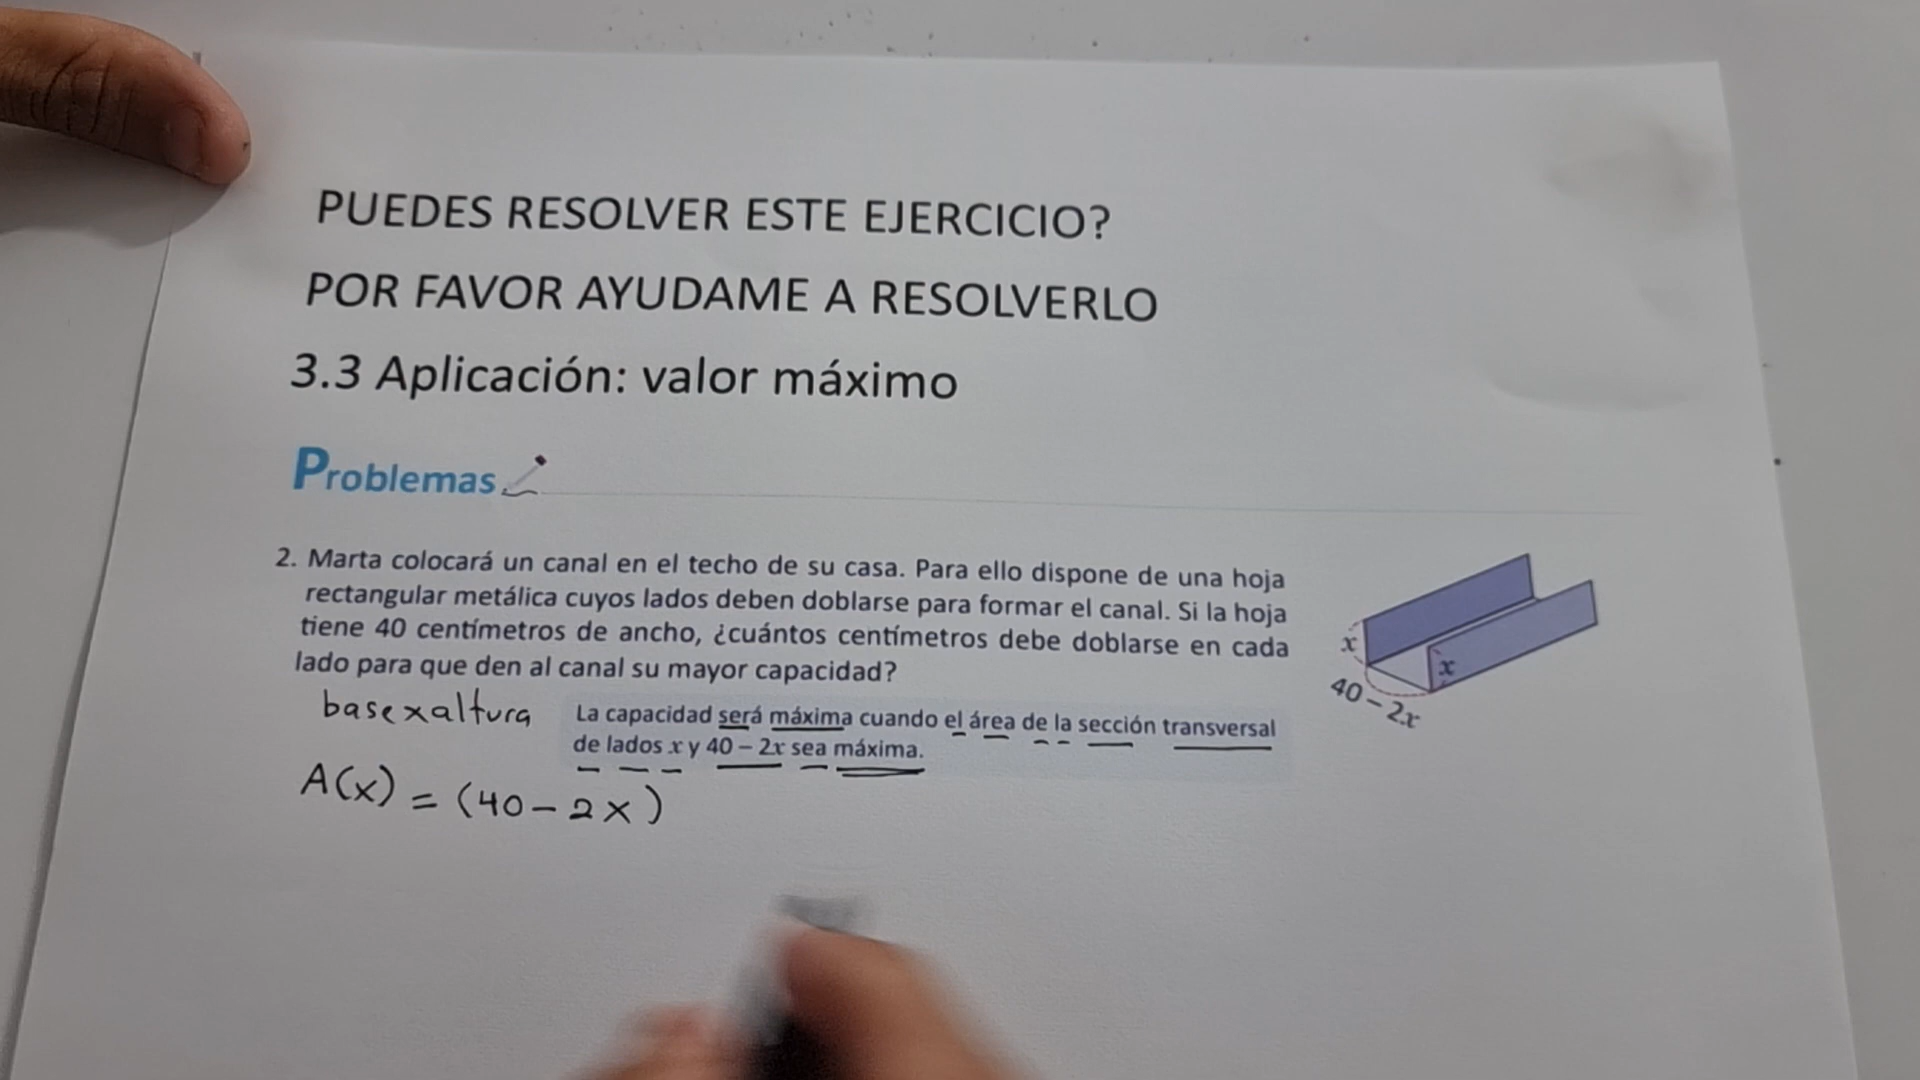 PUEDES RESOLVER ESTE EJERCICIO?
POR FAVOR AYUDAME A RESOLVERLO
3.3 Aplicación: valor máximo
Problemas
2. Marta colocará un canal en el techo de su casa. Para ello dispone de una hoja
rectangular metálica cuyos lados deben doblarse para formar el canal. Si la hoja
tiene 40 centímetros de ancho, ¿cuántos centímetros debe doblarse en cada
lado para que den al canal su mayor capacidad?
x
x
40 – 2x
base x altura
La capacidad será máxima cuando el área de la sección transversal
de lados x y 40 – 2x sea máxima.
A(x) = (40 – 2x)